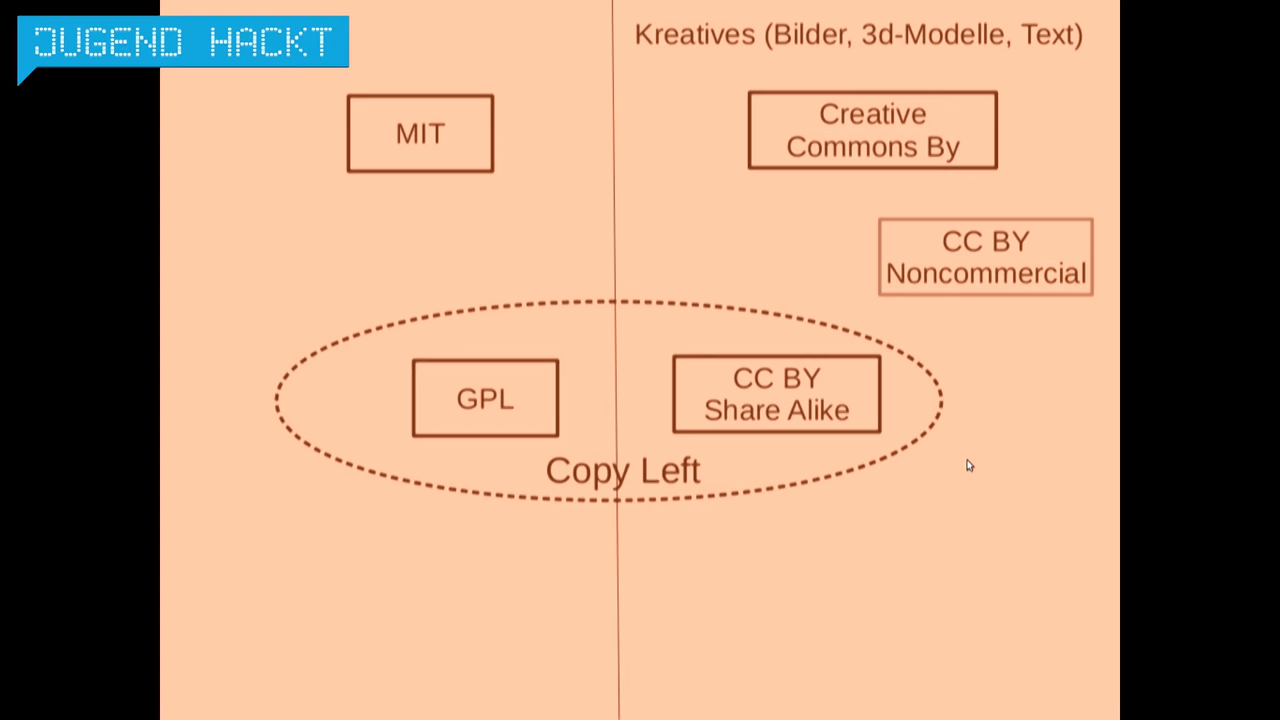 JUGEND HACKT
Kreatives (Bilder, 3d-Modelle, Text)
MIT
Creative
Commons By
CC BY
Noncommercial
GPL
CC BY
Share Alike
Copy Left